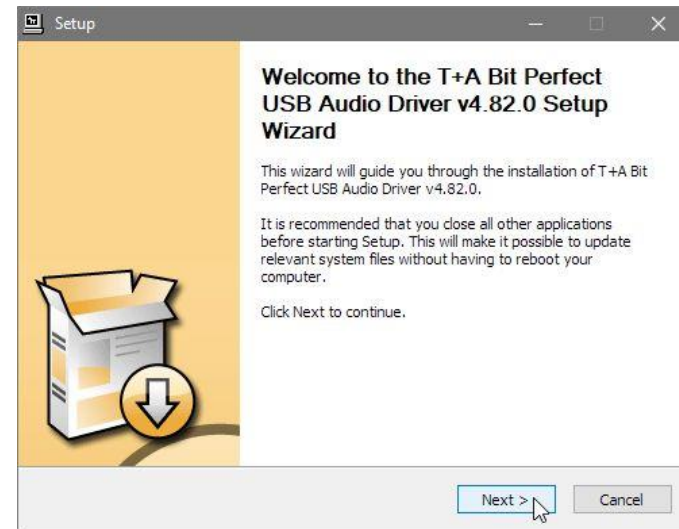 Setup
Welcome to the T+A Bit Perfect
USB Audio Driver v4.82.0 Setup
Wizard
This wizard will guide you through the installation of T+A Bit
Perfect USB Audio Driver v4.82.0.
It is recommended that you close all other applications
before starting Setup. This will make it possible to update
relevant system files without having to reboot your
computer.
Click Next to continue.
Next >
Cancel